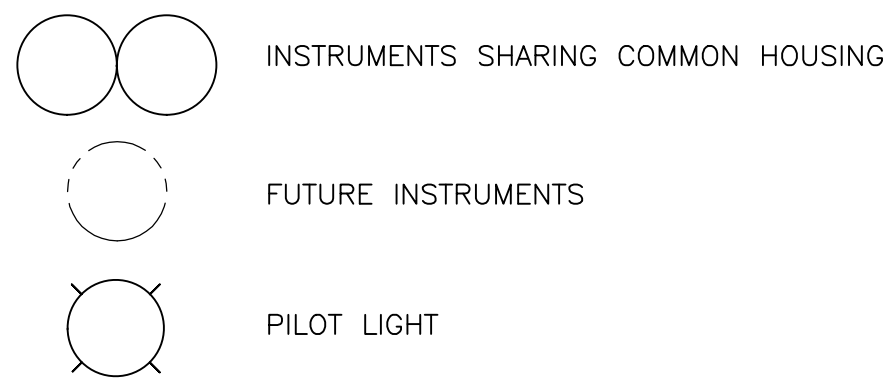 INSTRUMENTS SHARING COMMON HOUSING
FUTURE INSTRUMENTS
PILOT LIGHT